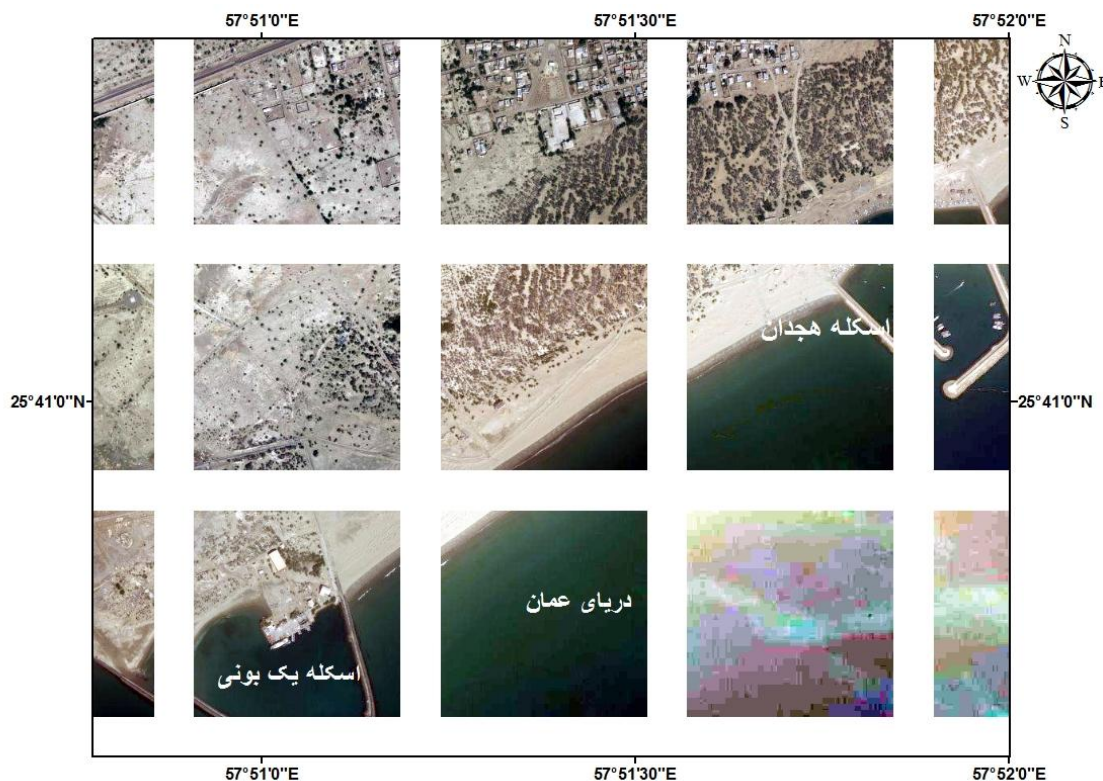 57°51'0"E
57°51'30"E
57°52'0"E
N
W
E
S
اسکله هجدان
25°41'0"N
25°41'0"N
دریای عمان
اسکله یک بونی
57°51'0"E
57°51'30"E
57°52'0"E